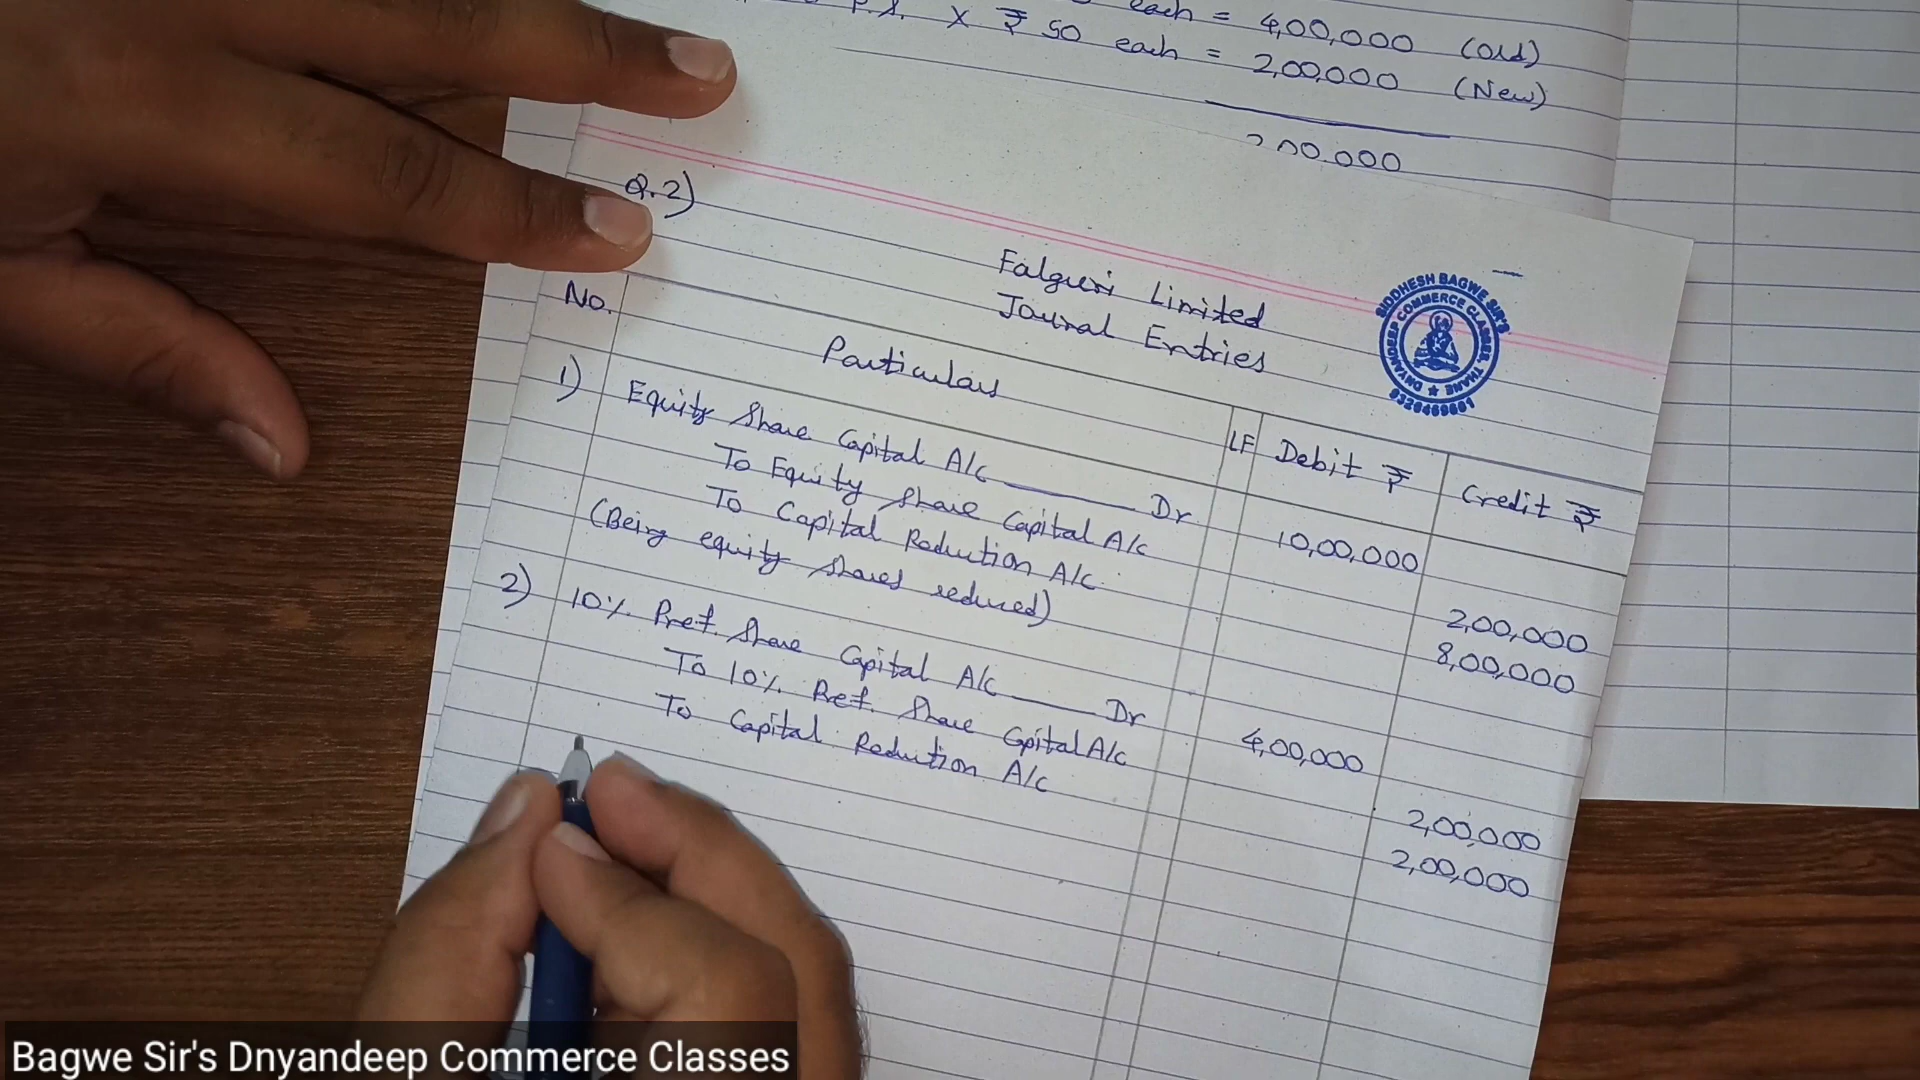 each = 4,00,000 (Old)
P.S. X ₹ 50 each = 2,00,000 (New)
2,00,000
Q.2)
Falguni Limited
Jounal Entries
SIDDHESH BAGWE SIR'S
DNYANDEEP COMMERCE CLASSES, THANE
No. Particulars LF Debit ₹ Credit ₹
1) Equity Share Capital A/c ____ Dr 10,00,000
To Equity Share Capital A/c 2,00,000
To Capital Reduction A/c 8,00,000
(Being equity shares reduced)
2) 10% Pref. Share Capital A/c ____ Dr 4,00,000
To 10% Pref. Share Capital A/c 2,00,000
To Capital Reduction A/c 2,00,000
Bagwe Sir's Dnyandeep Commerce Classes